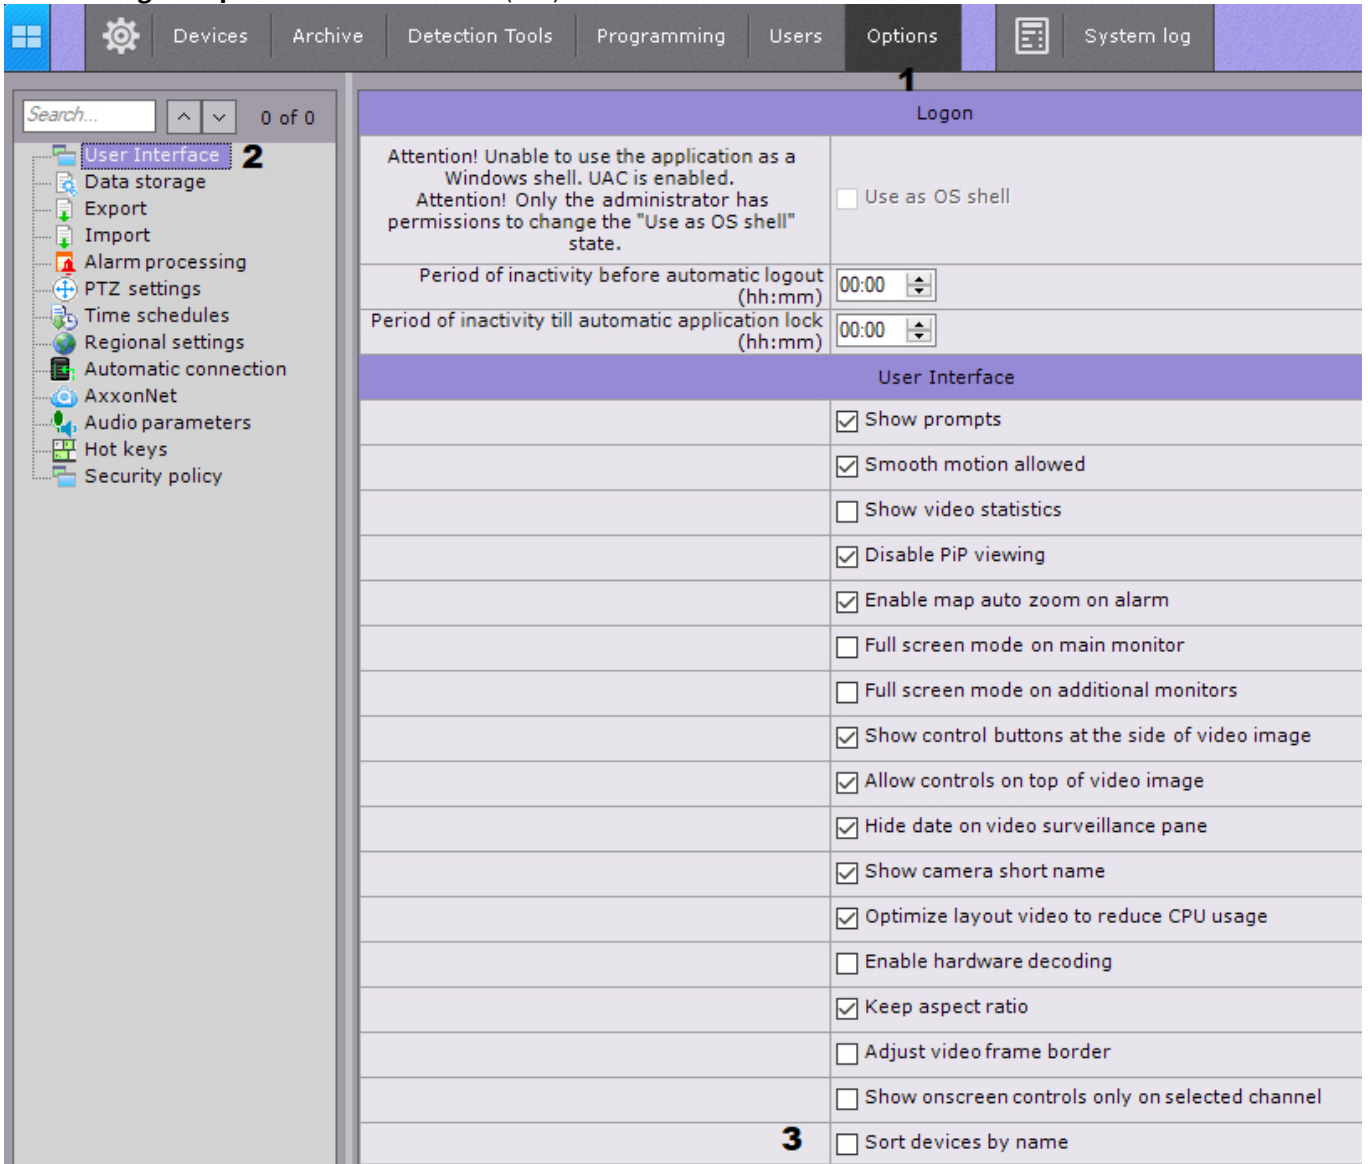 Devices
Archive
Detection Tools
Programming
Users
Options
System log
1
Search...
0 of 0
User Interface
2
Data storage
Export
Import
Alarm processing
PTZ settings
Time schedules
Regional settings
Automatic connection
AxxonNet
Audio parameters
Hot keys
Security policy
Logon
Attention! Unable to use the application as a
Windows shell. UAC is enabled.
Attention! Only the administrator has
permissions to change the "Use as OS shell"
state.
Use as OS shell
Period of inactivity before automatic logout
(hh:mm)
00:00
Period of inactivity till automatic application lock
(hh:mm)
00:00
User Interface
Show prompts
Smooth motion allowed
Show video statistics
Disable PiP viewing
Enable map auto zoom on alarm
Full screen mode on main monitor
Full screen mode on additional monitors
Show control buttons at the side of video image
Allow controls on top of video image
Hide date on video surveillance pane
Show camera short name
Optimize layout video to reduce CPU usage
Enable hardware decoding
Keep aspect ratio
Adjust video frame border
Show onscreen controls only on selected channel
3
Sort devices by name